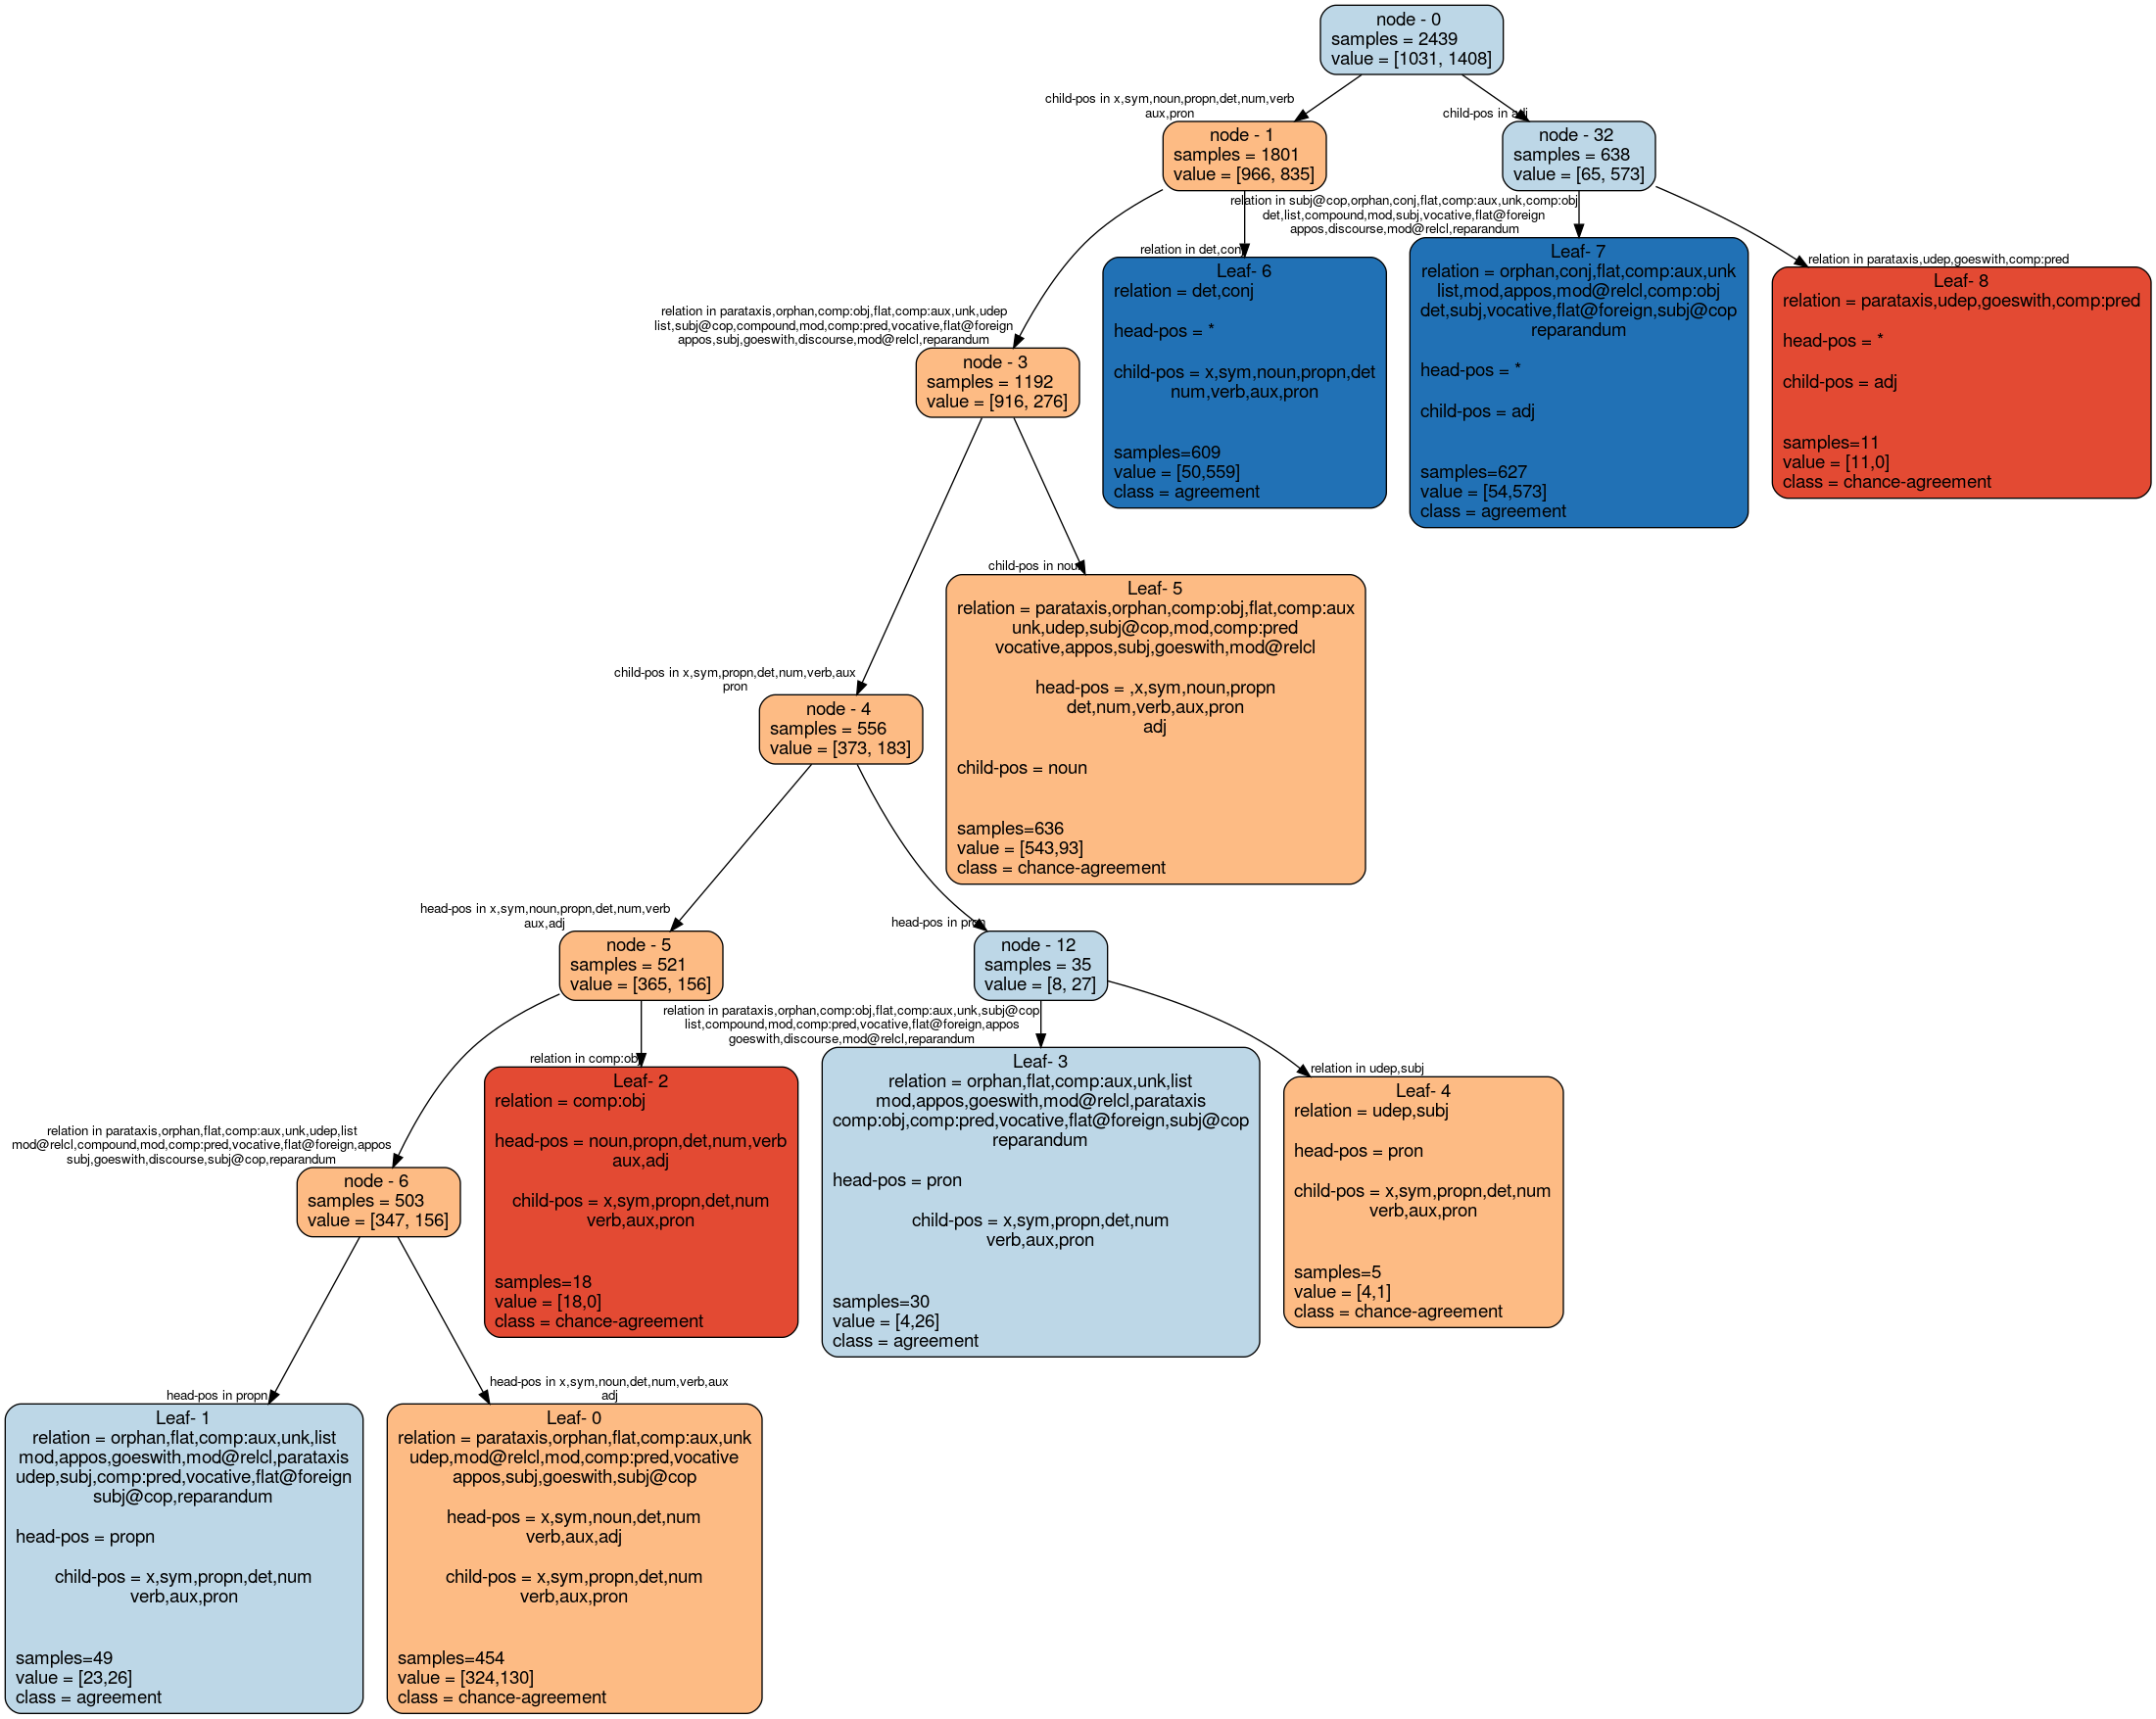 node - 0
samples = 2439
value = [1031, 1408]
child-pos in x,sym,noun,propn,det,num,verb
aux,pron
child-pos in adj
node - 1
samples = 1801
value = [966, 835]
node - 32
samples = 638
value = [65, 573]
relation in parataxis,orphan,comp:obj,flat,comp:aux,unk,udep
list,subj@cop,compound,mod,comp:pred,vocative,flat@foreign
appos,subj,goeswith,discourse,mod@relcl,reparandum
relation in det,conj
relation in subj@cop,orphan,conj,flat,comp:aux,unk,comp:obj
det,list,compound,mod,subj,vocative,flat@foreign
appos,discourse,mod@relcl,reparandum
relation in parataxis,udep,goeswith,comp:pred
node - 3
samples = 1192
value = [916, 276]
Leaf- 6
relation = det,conj
head-pos = *
child-pos = x,sym,noun,propn,det
num,verb,aux,pron
samples=609
value = [50,559]
class = agreement
Leaf- 7
relation = orphan,conj,flat,comp:aux,unk
list,mod,appos,mod@relcl,comp:obj
det,subj,vocative,flat@foreign,subj@cop
reparandum
head-pos = *
child-pos = adj
samples=627
value = [54,573]
class = agreement
Leaf- 8
relation = parataxis,udep,goeswith,comp:pred
head-pos = *
child-pos = adj
samples=11
value = [11,0]
class = chance-agreement
child-pos in x,sym,propn,det,num,verb,aux
pron
child-pos in noun
node - 4
samples = 556
value = [373, 183]
Leaf- 5
relation = parataxis,orphan,comp:obj,flat,comp:aux
unk,udep,subj@cop,mod,comp:pred
vocative,appos,subj,goeswith,mod@relcl
head-pos = ,x,sym,noun,propn
det,num,verb,aux,pron
adj
child-pos = noun
samples=636
value = [543,93]
class = chance-agreement
head-pos in x,sym,noun,propn,det,num,verb
aux,adj
head-pos in pron
node - 5
samples = 521
value = [365, 156]
node - 12
samples = 35
value = [8, 27]
relation in parataxis,orphan,flat,comp:aux,unk,udep,list
mod@relcl,compound,mod,comp:pred,vocative,flat@foreign,appos
subj,goeswith,discourse,subj@cop,reparandum
relation in comp:obj
relation in parataxis,orphan,comp:obj,flat,comp:aux,unk,subj@cop
list,compound,mod,comp:pred,vocative,flat@foreign,appos
goeswith,discourse,mod@relcl,reparandum
relation in udep,subj
node - 6
samples = 503
value = [347, 156]
Leaf- 2
relation = comp:obj
head-pos = noun,propn,det,num,verb
aux,adj
child-pos = x,sym,propn,det,num
verb,aux,pron
samples=18
value = [18,0]
class = chance-agreement
Leaf- 3
relation = orphan,flat,comp:aux,unk,list
mod,appos,goeswith,mod@relcl,parataxis
comp:obj,comp:pred,vocative,flat@foreign,subj@cop
reparandum
head-pos = pron
child-pos = x,sym,propn,det,num
verb,aux,pron
samples=30
value = [4,26]
class = agreement
Leaf- 4
relation = udep,subj
head-pos = pron
child-pos = x,sym,propn,det,num
verb,aux,pron
samples=5
value = [4,1]
class = chance-agreement
head-pos in propn
head-pos in x,sym,noun,det,num,verb,aux
adj
Leaf- 1
relation = orphan,flat,comp:aux,unk,list
mod,appos,goeswith,mod@relcl,parataxis
udep,subj,comp:pred,vocative,flat@foreign
subj@cop,reparandum
head-pos = propn
child-pos = x,sym,propn,det,num
verb,aux,pron
samples=49
value = [23,26]
class = agreement
Leaf- 0
relation = parataxis,orphan,flat,comp:aux,unk
udep,mod@relcl,mod,comp:pred,vocative
appos,subj,goeswith,subj@cop
head-pos = x,sym,noun,det,num
verb,aux,adj
child-pos = x,sym,propn,det,num
verb,aux,pron
samples=454
value = [324,130]
class = chance-agreement